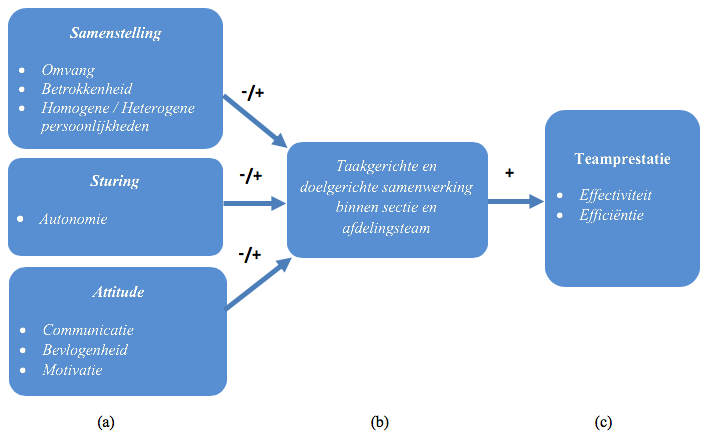 Samenstelling
• Omvang
• Betrokkenheid
• Homogene / Heterogene
persoonlijkheden
-/+
Sturing
• Autonomie
-/+
Attitude
• Communicatie
• Bevlogenheid
• Motivatie
-/+
Taakgerichte en
doelgerichte samenwerking
binnen sectie en
afdelingsteam
+
Teamprestatie
• Effectiviteit
• Efficiëntie
(a)
(b)
(c)